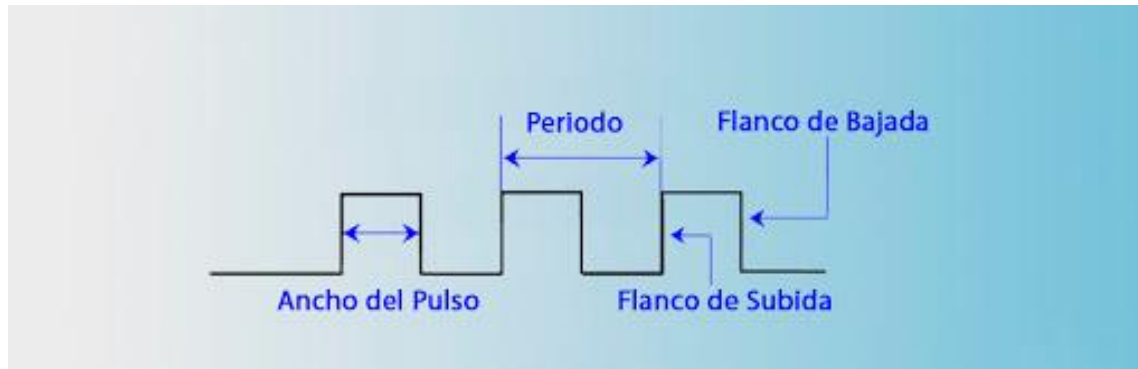 Periodo
Flanco de Bajada
Ancho del Pulso
Flanco de Subida